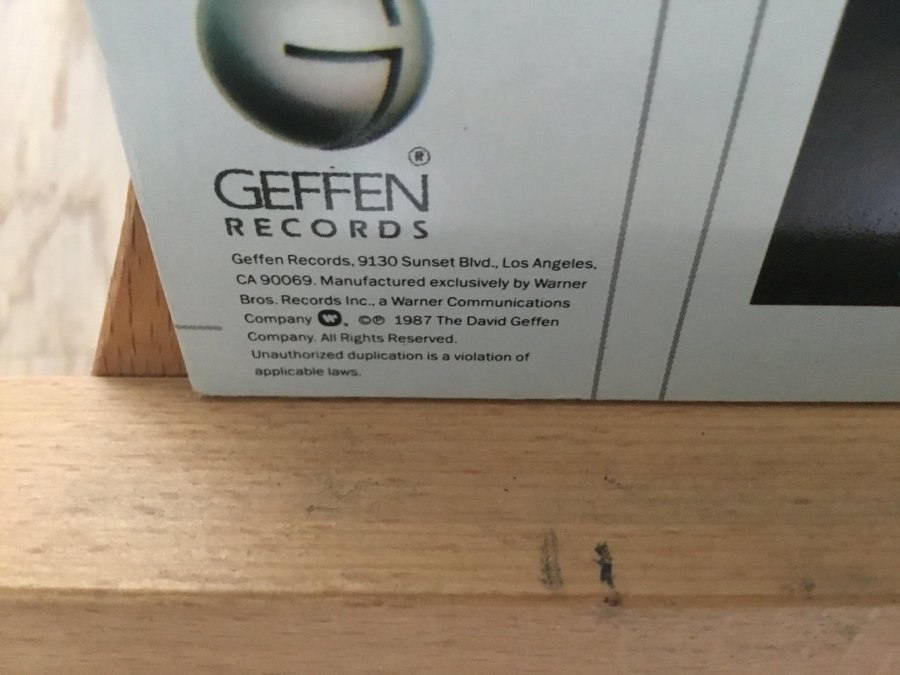 ®
GEFFEN
RECORDS
Geffen Records, 9130 Sunset Blvd., Los Angeles,
CA 90069. Manufactured exclusively by Warner
Bros. Records Inc., a Warner Communications
Company W. ©℗ 1987 The David Geffen
Company. All Rights Reserved.
Unauthorized duplication is a violation of
applicable laws.